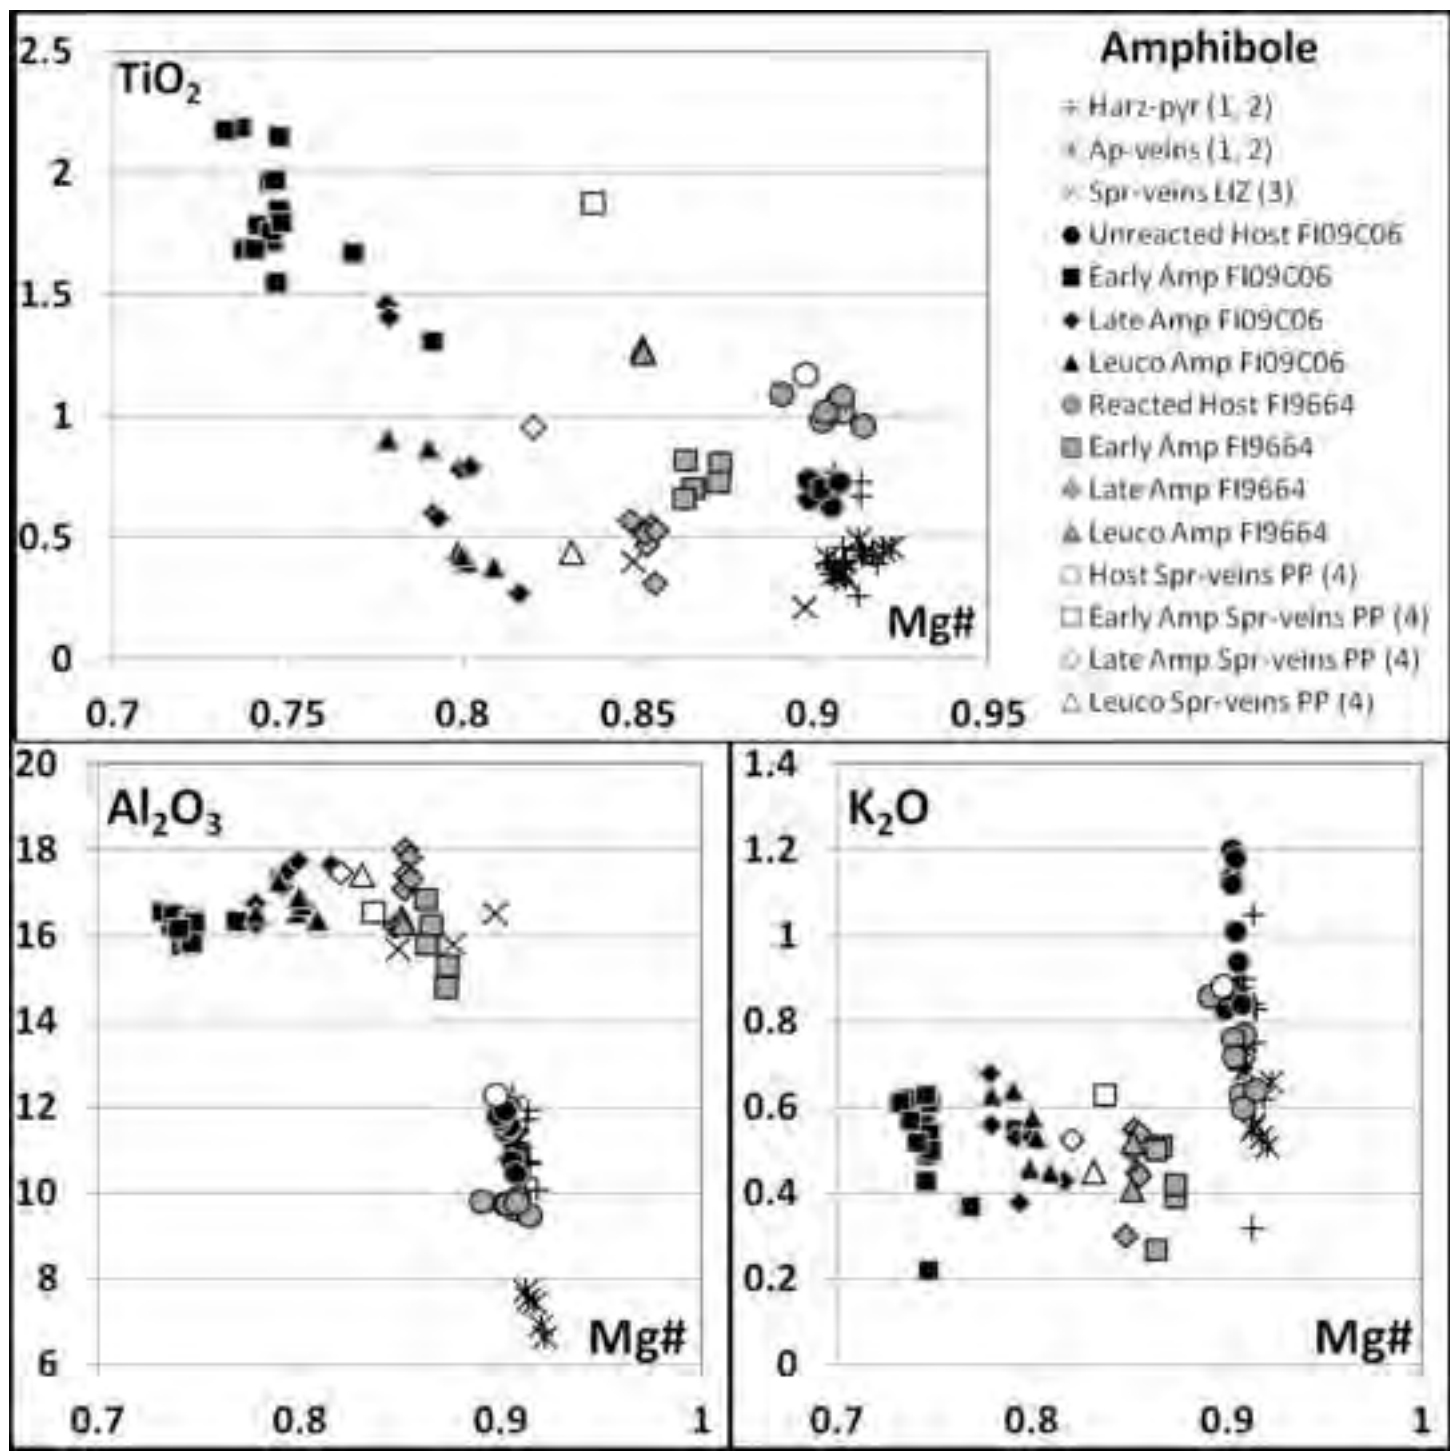 Amphibole
Harz-pyr (1, 2)
Ap-veins (1, 2)
Spr-veins LIZ (3)
Unreacted Host FI09C06
Early Amp FI09C06
Late Amp FI09C06
Leuco Amp FI09C06
Reacted Host FI9664
Early Amp FI9664
Late Amp FI9664
Leuco Amp FI9664
Host Spr-veins PP (4)
Early Amp Spr-veins PP (4)
Late Amp Spr-veins PP (4)
Leuco Spr-veins PP (4)
TiO₂
2.5
2
1.5
1
0.5
0
Mg#
0.7 0.75 0.8 0.85 0.9 0.95
Al₂O₃
20
18
16
14
12
10
8
6
Mg#
0.7 0.8 0.9 1
K₂O
1.4
1.2
1
0.8
0.6
0.4
0.2
0
Mg#
0.7 0.8 0.9 1